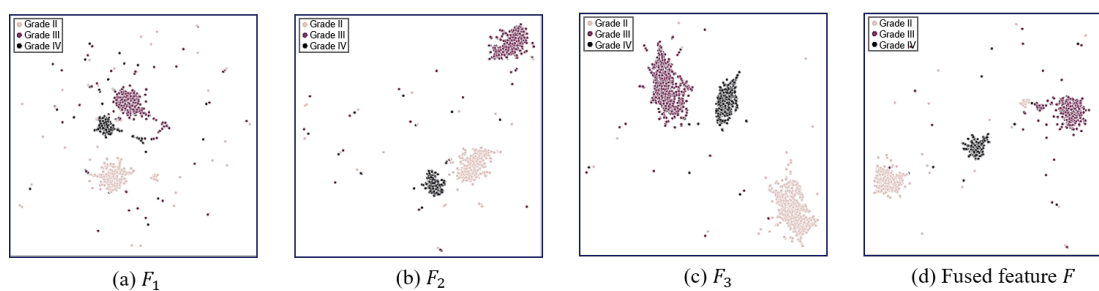 Grade II
Grade III
Grade IV
Grade II
Grade III
Grade IV
Grade II
Grade III
Grade IV
Grade II
Grade III
Grade IV
(a) F₁
(b) F₂
(c) F₃
(d) Fused feature F